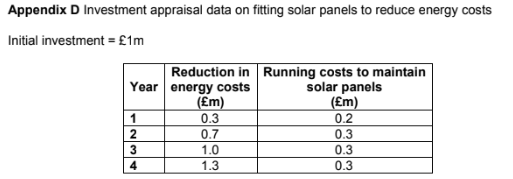 Appendix D Investment appraisal data on fitting solar panels to reduce energy costs
Initial investment = £1m
Year Reduction in energy costs (£m) Running costs to maintain solar panels (£m)
1 0.3 0.2
2 0.7 0.3
3 1.0 0.3
4 1.3 0.3